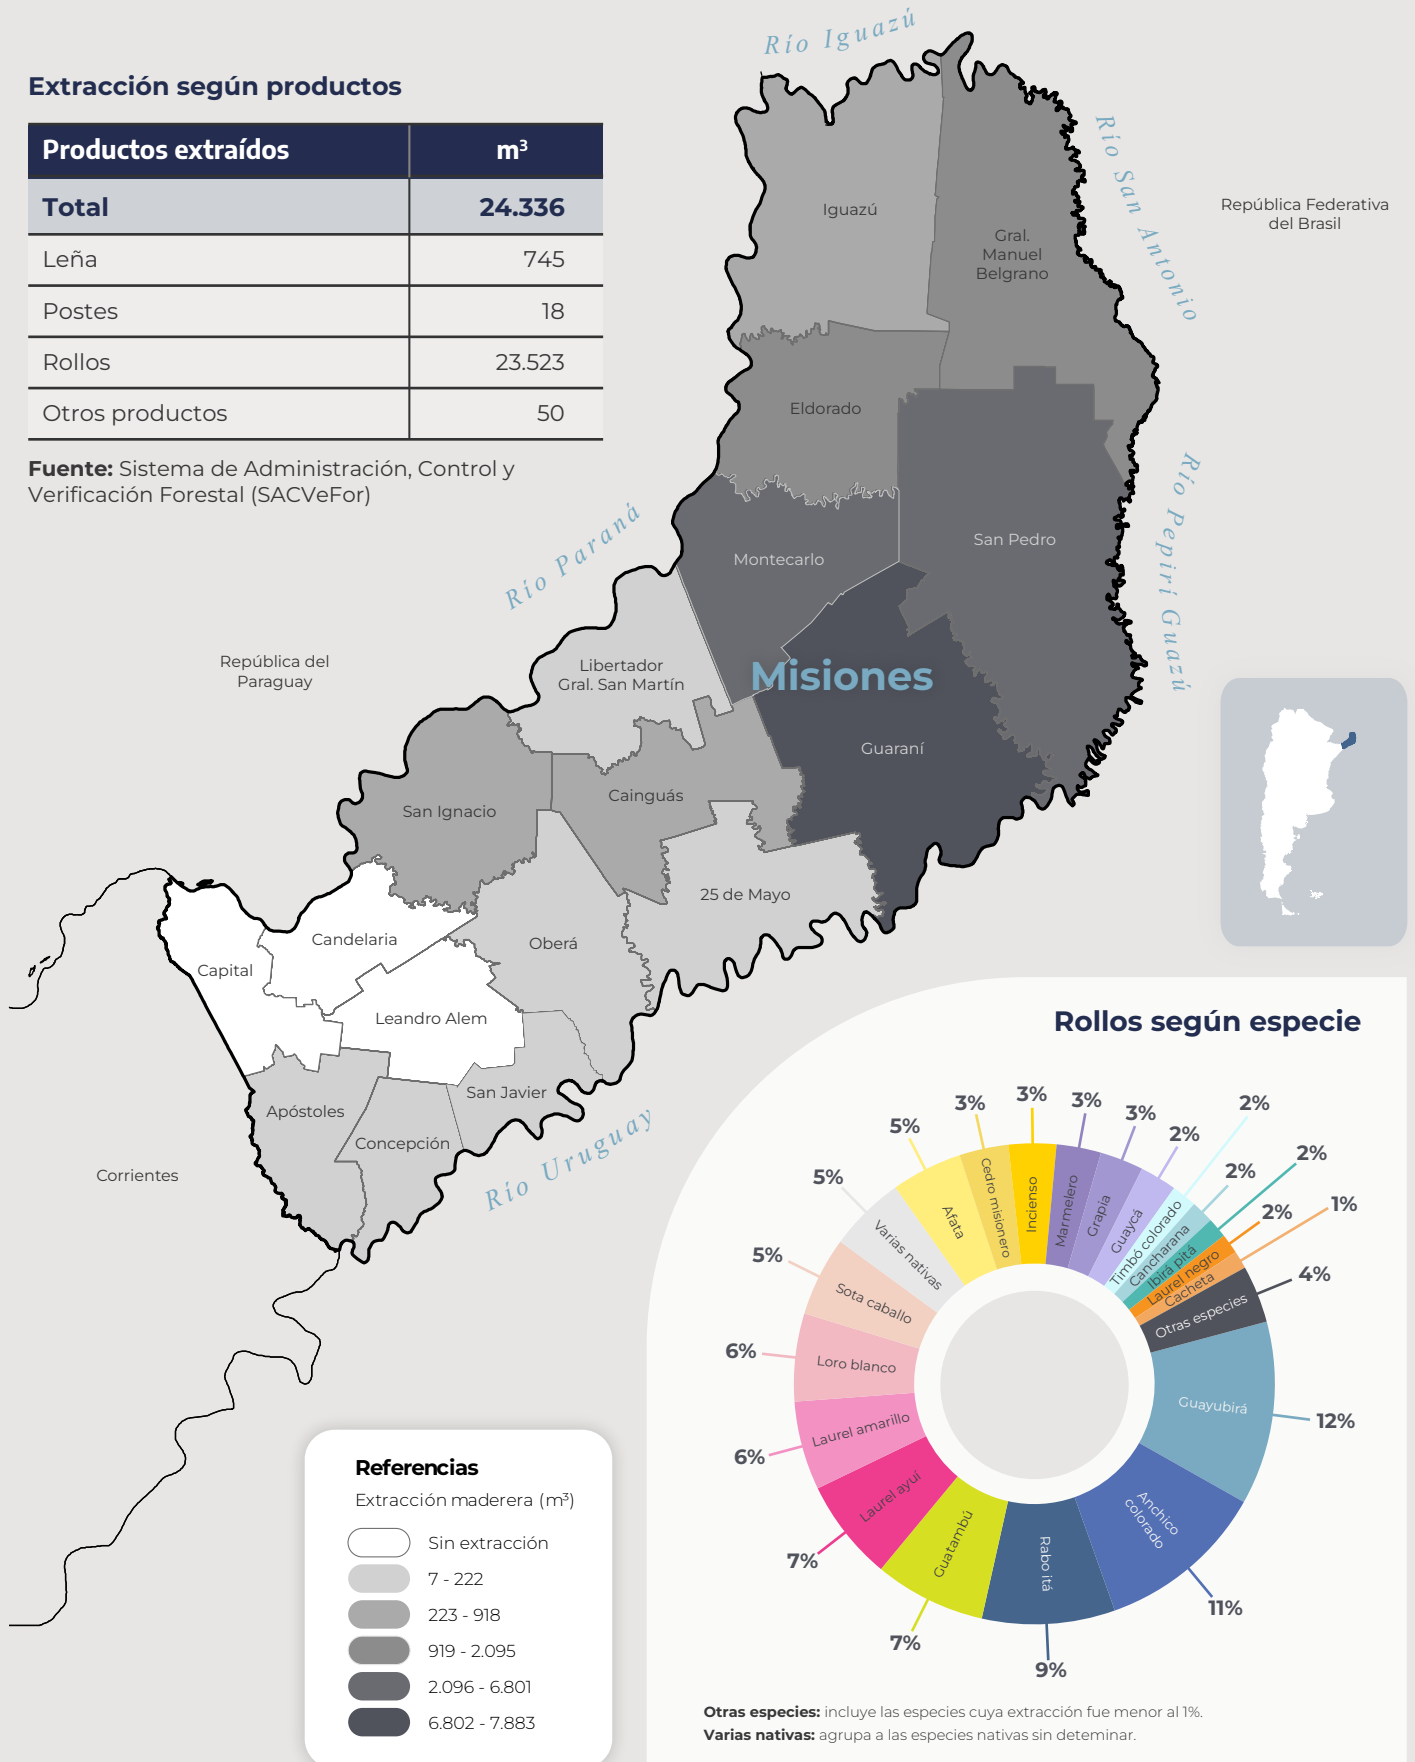 Extracción según productos
Productos extraídos m³
Total 24.336
Leña 745
Postes 18
Rollos 23.523
Otros productos 50
Fuente: Sistema de Administración, Control y
Verificación Forestal (SACVeFor)
Río Iguazú
Río San Antonio
República Federativa
del Brasil
Iguazú
Gral.
Manuel
Belgrano
Eldorado
Río Pepirí Guazú
San Pedro
Montecarlo
Río Paraná
República del
Paraguay
Libertador
Gral. San Martín
Misiones
Guaraní
Cainguás
San Ignacio
25 de Mayo
Candelaria
Oberá
Capital
Leandro Alem
San Javier
Apóstoles
Concepción
Corrientes
Río Uruguay
Referencias
Extracción maderera (m³)
Sin extracción
7 - 222
223 - 918
919 - 2.095
2.096 - 6.801
6.802 - 7.883
Rollos según especie
Guayubirá 12%
Anchico
colorado 11%
Rabo itá 9%
Guatambú 7%
Laurel ayuí 7%
Laurel amarillo 6%
Loro blanco 6%
Sota caballo 5%
Varias nativas 5%
Afata 5%
Cedro misionero 3%
Incienso 3%
Marmelero 3%
Grapia 3%
Guaycá 2%
Timbó colorado 2%
Cancharana 2%
Ibirá pitá 2%
Laurel negro 2%
Cacheta 1%
Otras especies 4%
Otras especies: incluye las especies cuya extracción fue menor al 1%.
Varias nativas: agrupa a las especies nativas sin deteminar.